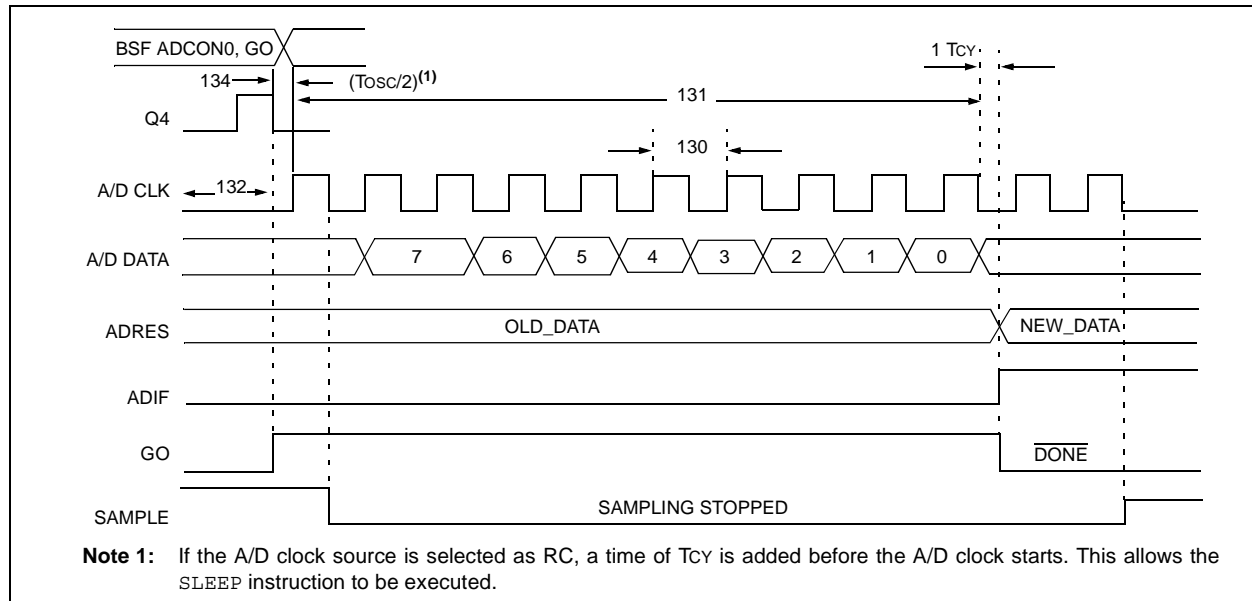 BSF ADCON0, GO
1 TCY
134
(TOSC/2)(1)
131
Q4
130
A/D CLK
132
A/D DATA
7 6 5 4 3 2 1 0
ADRES
OLD_DATA
NEW_DATA
ADIF
GO
DONE
SAMPLE
SAMPLING STOPPED
Note 1: If the A/D clock source is selected as RC, a time of TCY is added before the A/D clock starts. This allows the
SLEEP instruction to be executed.